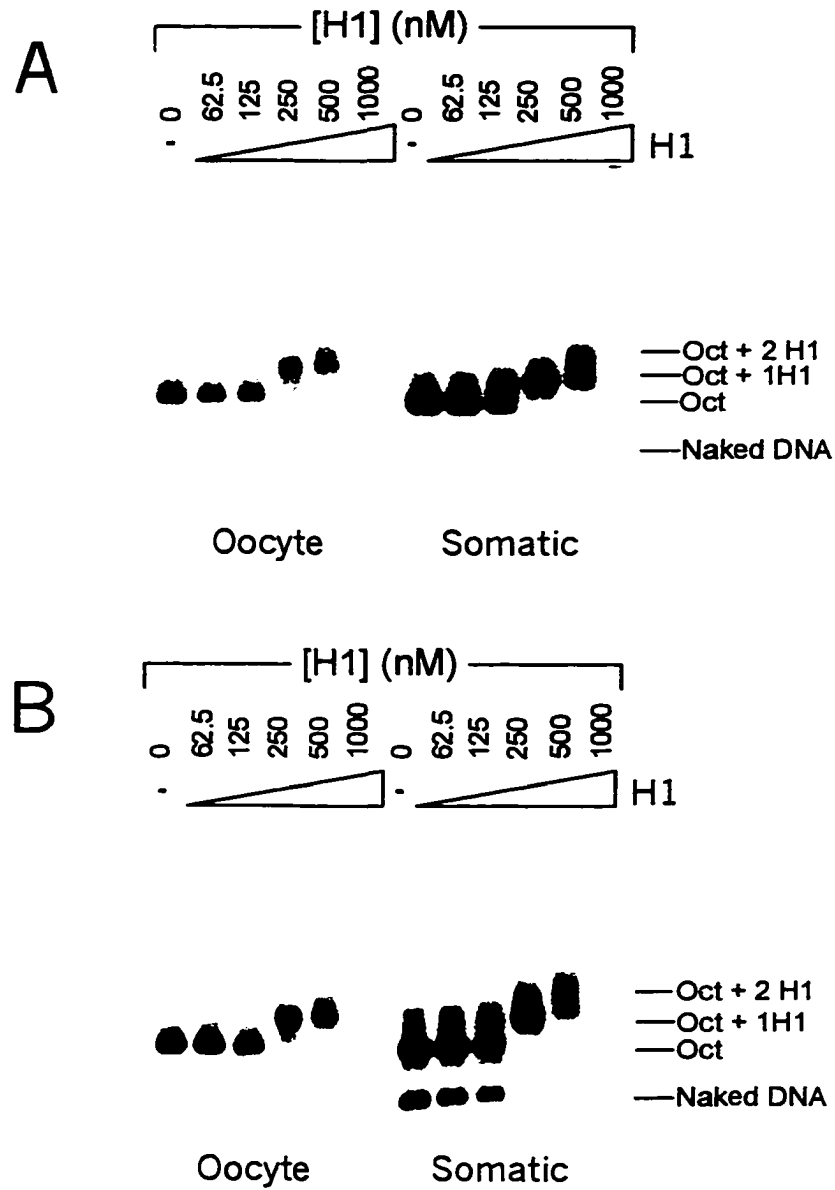 A
[H1] (nM)
0 62.5 125 250 500 1000 0 62.5 125 250 500 1000
- - H1
Oct + 2 H1
Oct + 1H1
Oct
Naked DNA
Oocyte Somatic
B
[H1] (nM)
0 62.5 125 250 500 1000 0 62.5 125 250 500 1000
- - H1
Oct + 2 H1
Oct + 1H1
Oct
Naked DNA
Oocyte Somatic